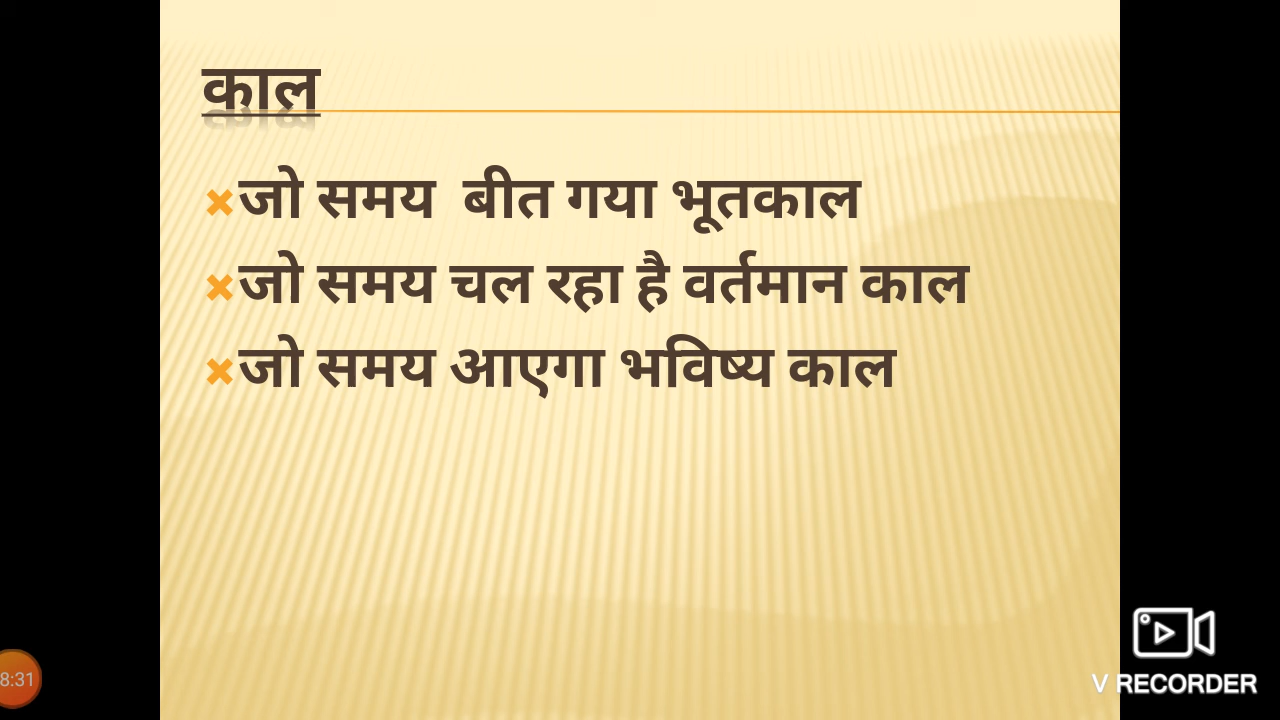 काल
जो समय  बीत गया भूतकाल
जो समय चल रहा है वर्तमान काल
जो समय आएगा भविष्य काल
8:31
V RECORDER